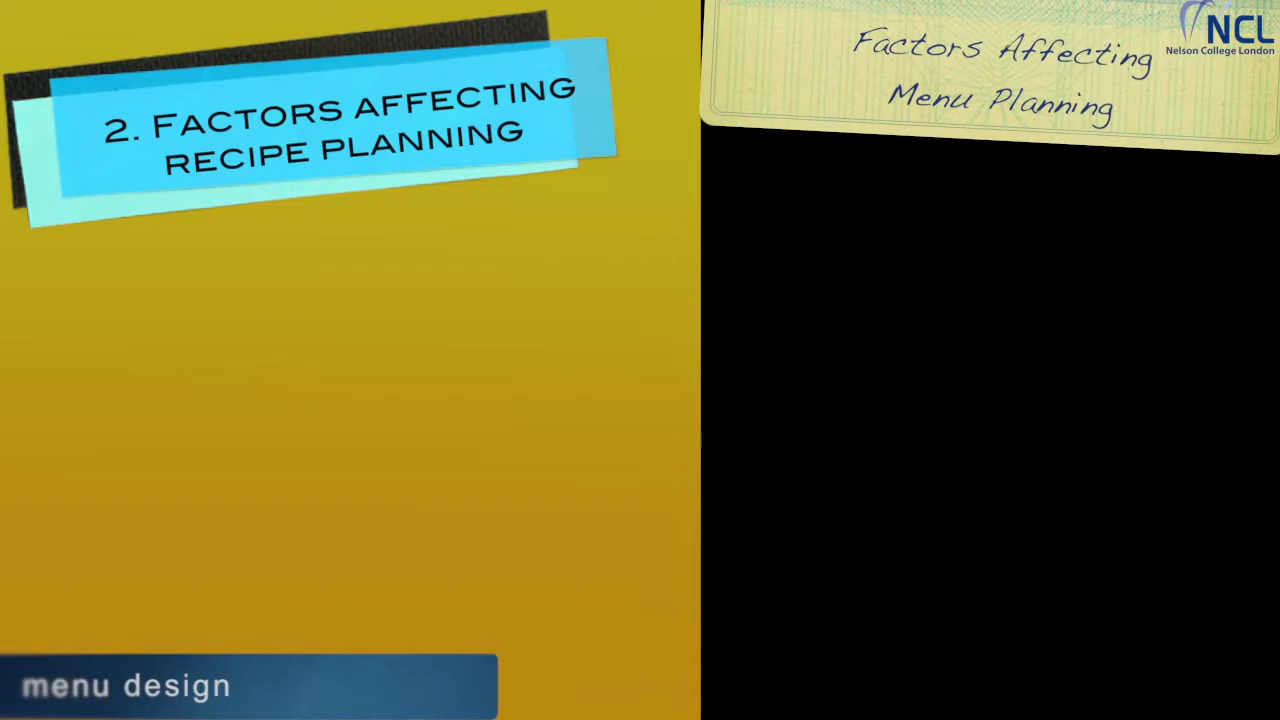 2. FACTORS AFFECTING
RECIPE PLANNING
Factors Affecting
Menu Planning
NCL
Nelson College London
menu design